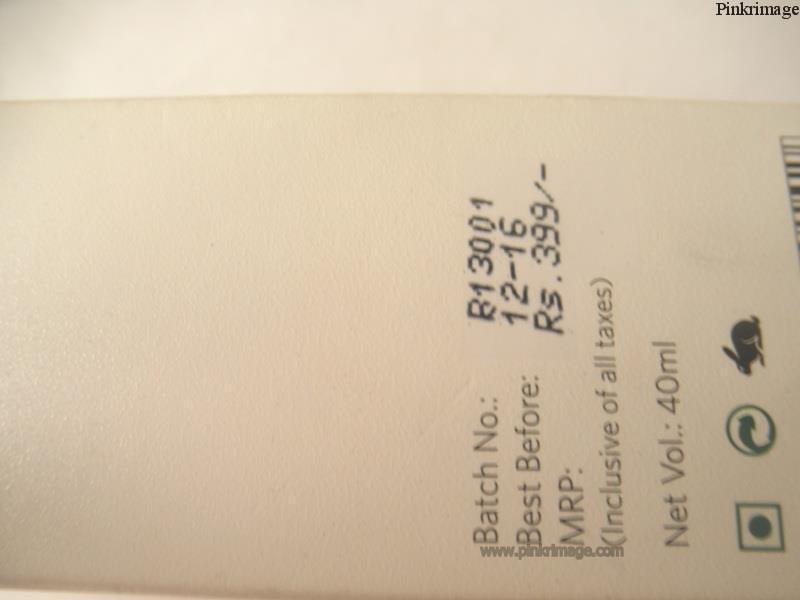 Pinkrimage
Batch No.: B13001
Best Before: 12-16
MRP: Rs.399/-
(Inclusive of all taxes)
Net Vol.: 40ml
www.pinkrimage.com